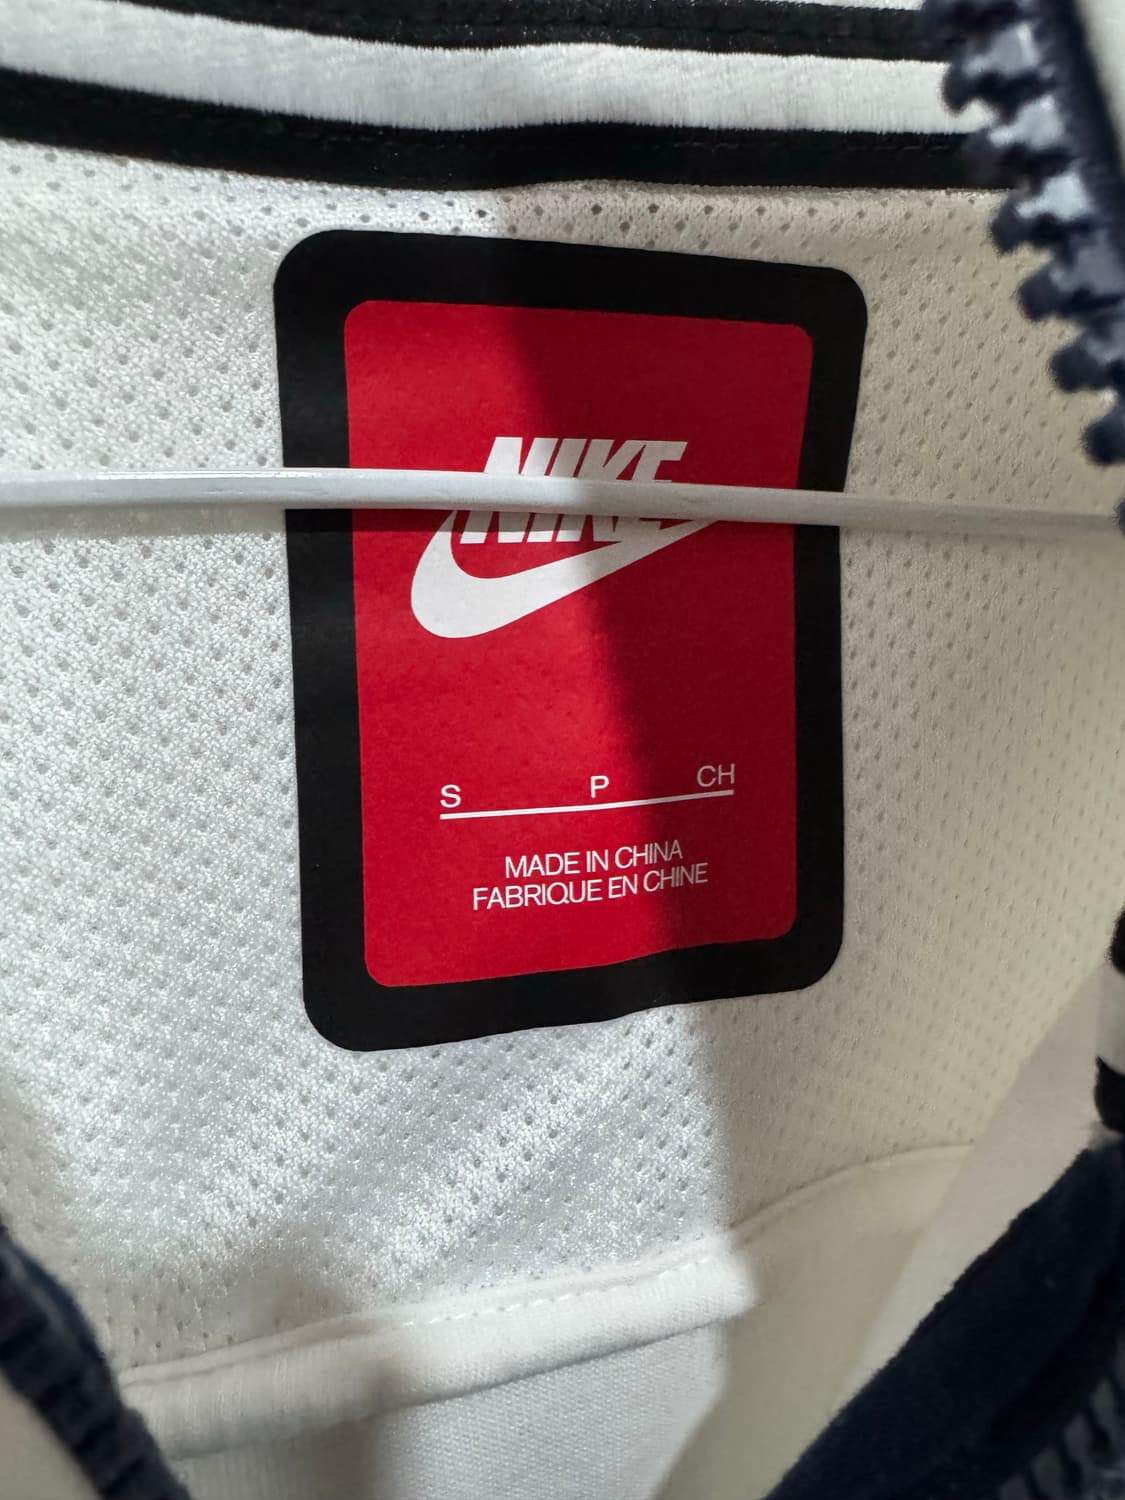 NIKE
S P CH
MADE IN CHINA
FABRIQUE EN CHINE